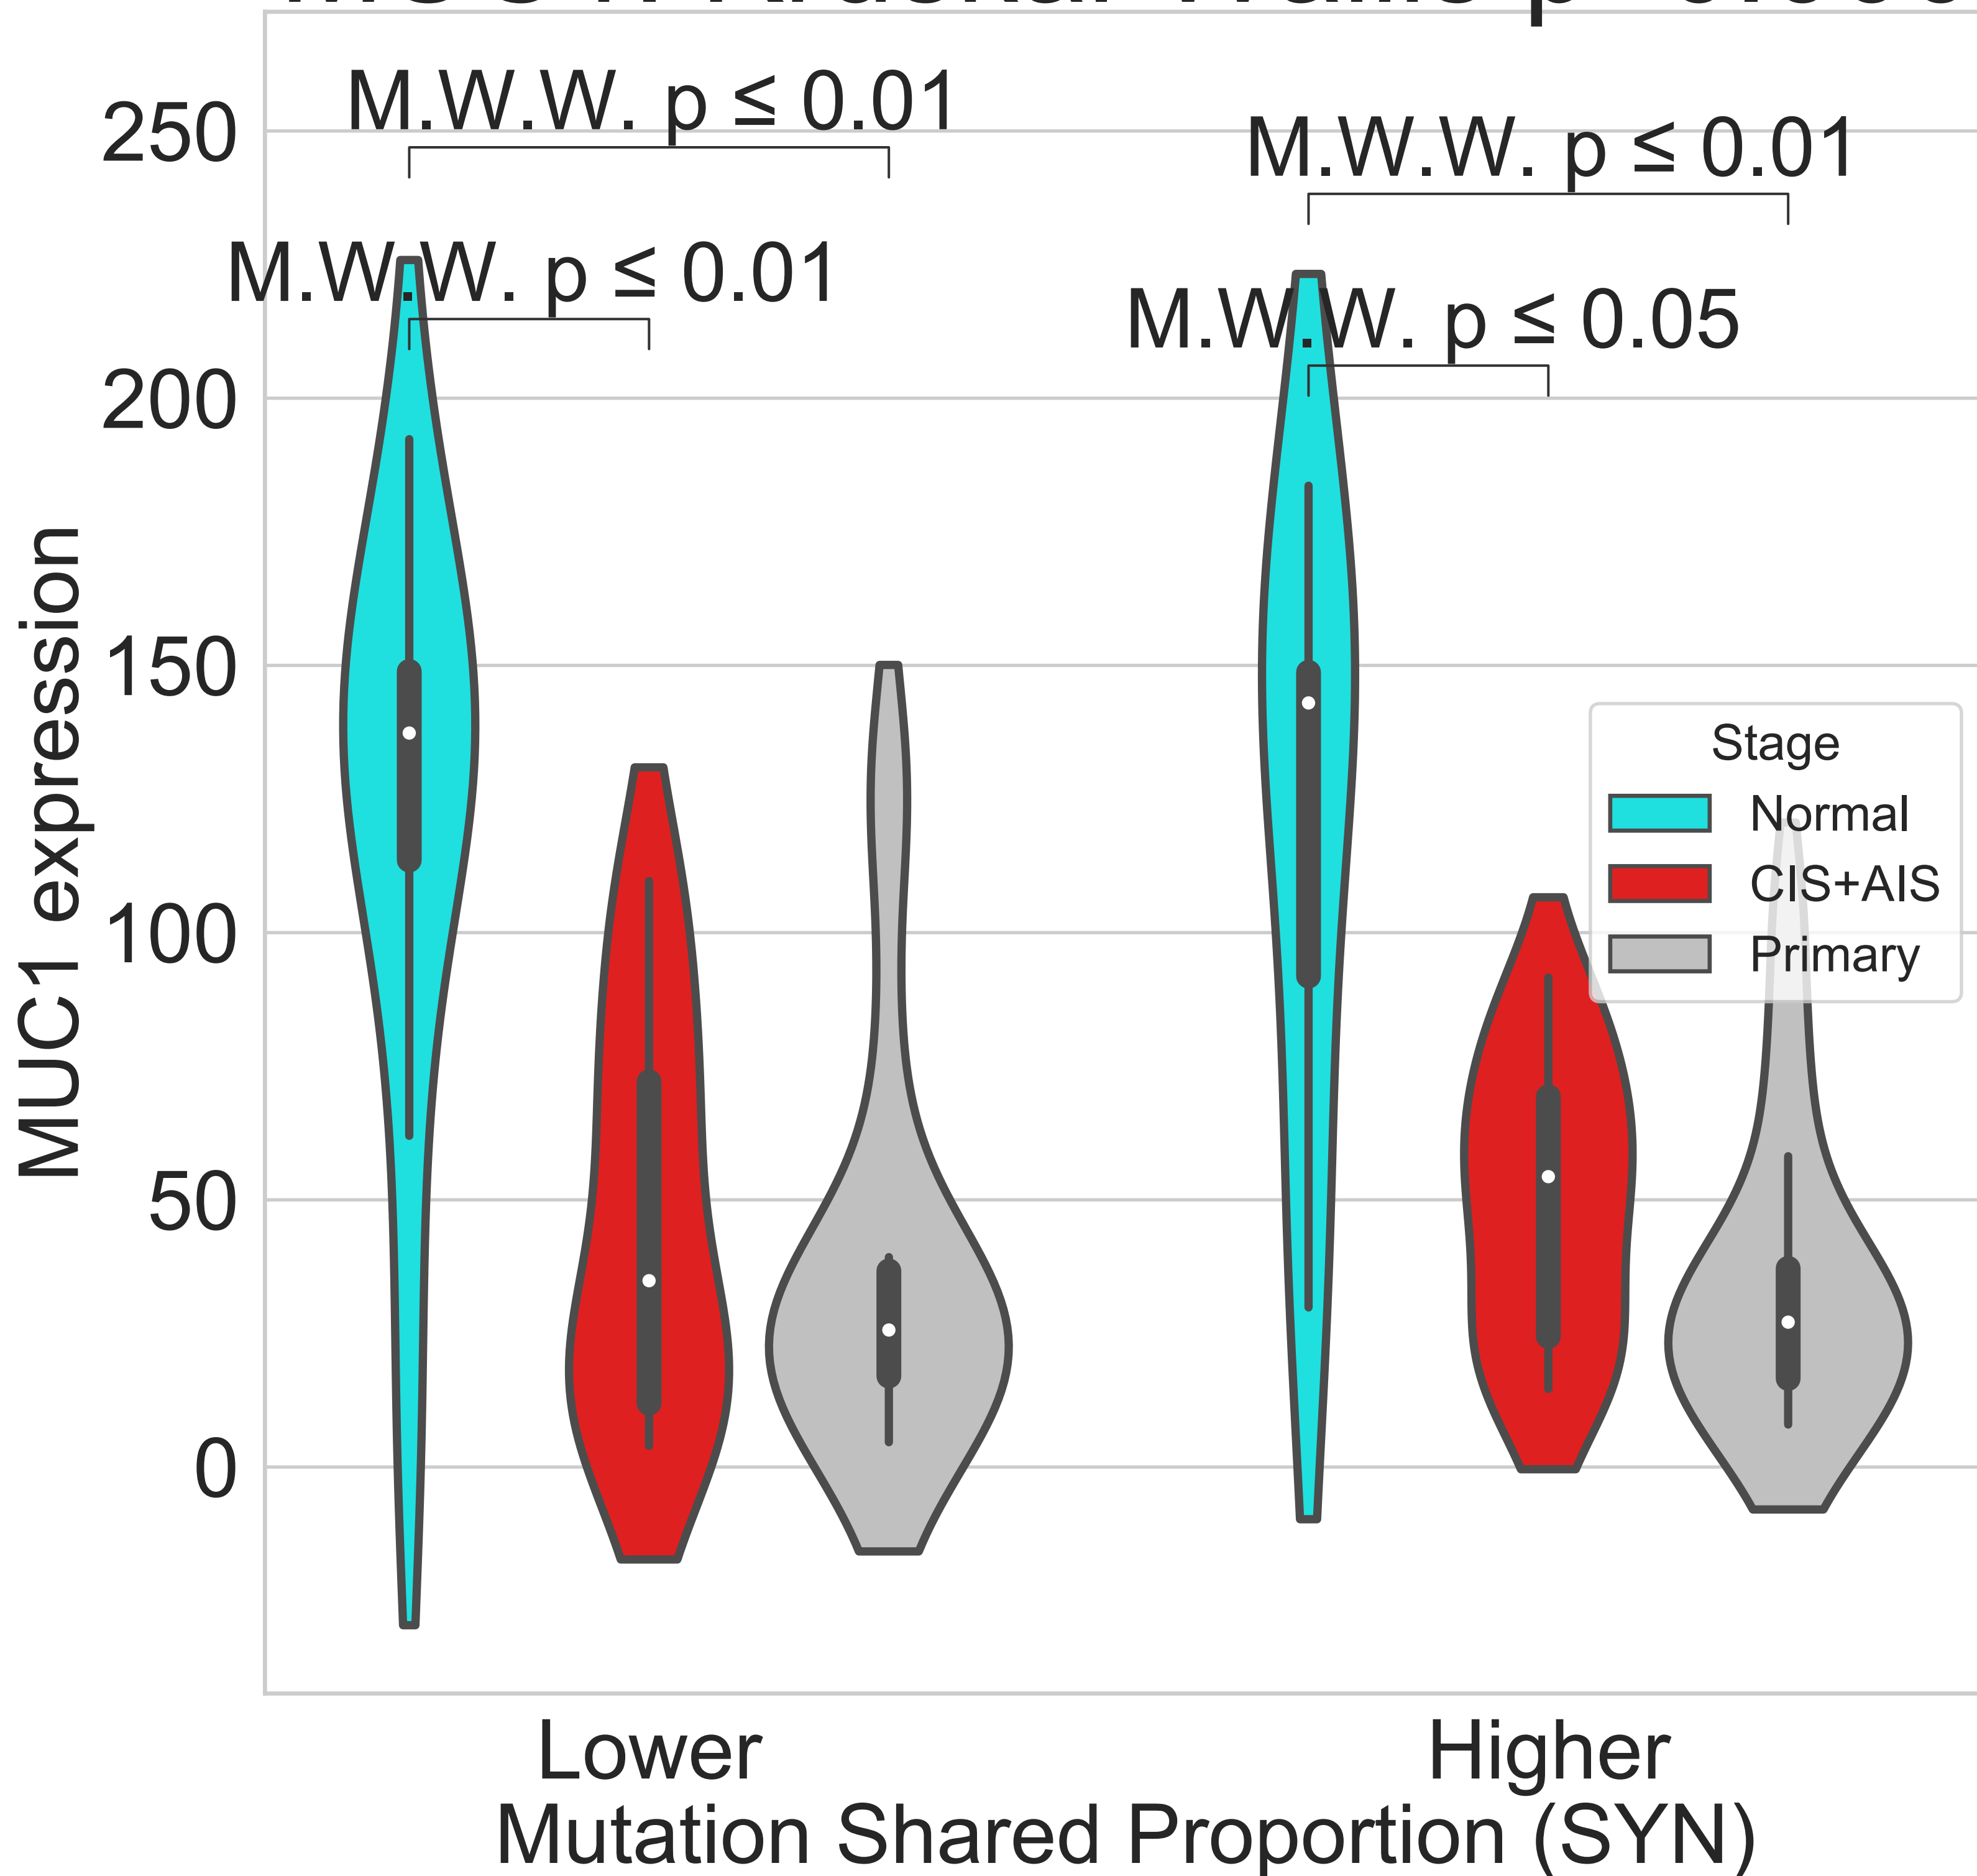 M.W.W. p ≤ 0.01
M.W.W. p ≤ 0.01
M.W.W. p ≤ 0.01
M.W.W. p ≤ 0.05
250
200
150
100
50
0
MUC1 expression
Stage
Normal
CIS+AIS
Primary
Lower
Higher
Mutation Shared Proportion (SYN)